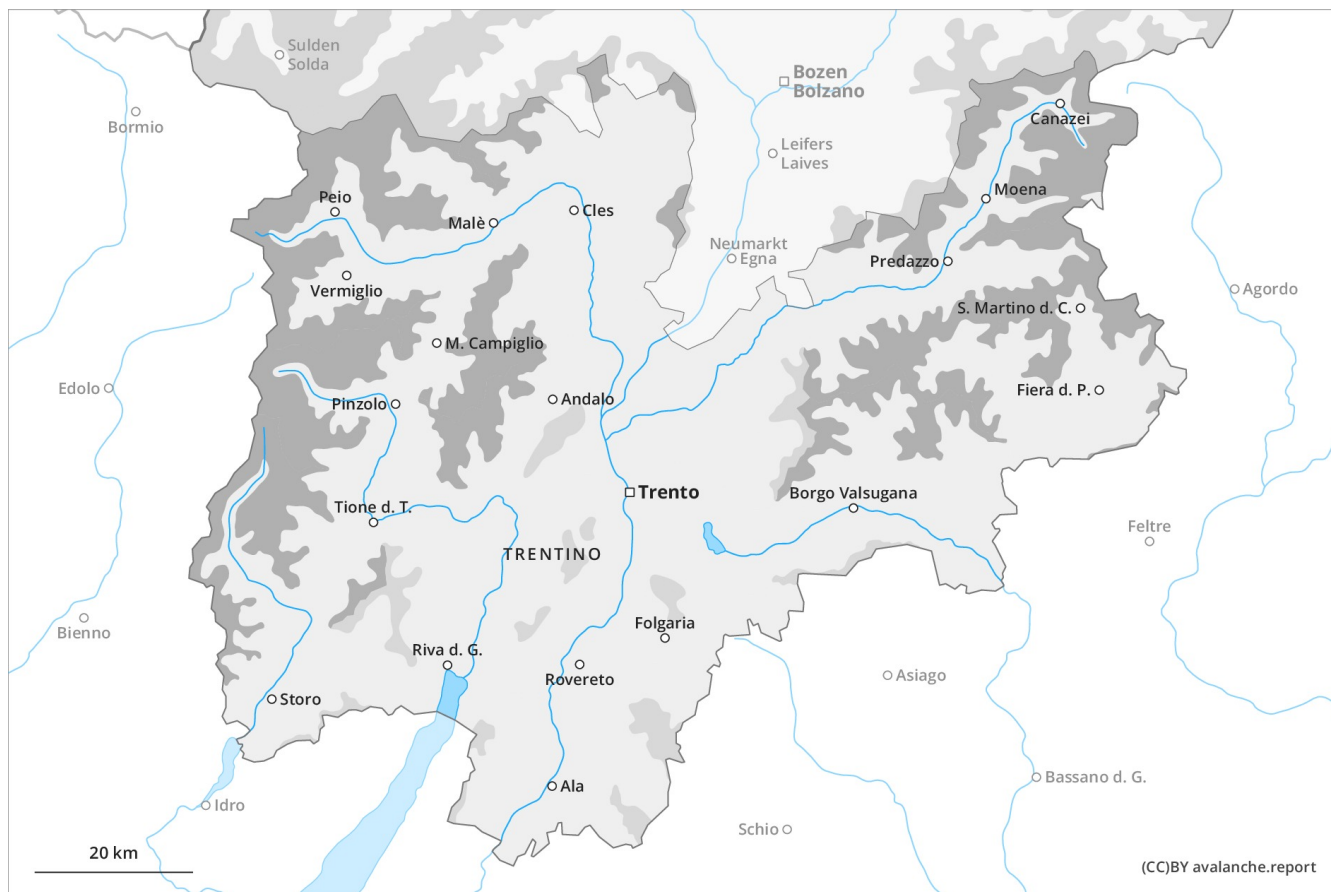 Sulden
Solda
Bozen
Bolzano
Bormio
Canazei
Leifers
Laives
Peio
Moena
Malè
Cles
Neumarkt
Egna
Predazzo
Vermiglio
Agordo
S. Martino d. C.
M. Campiglio
Edolo
Fiera d. P.
Pinzolo
Andalo
Trento
Borgo Valsugana
Tione d. T.
Feltre
TRENTINO
Bienno
Folgaria
Riva d. G.
Asiago
Rovereto
Storo
Bassano d. G.
Ala
Idro
Schio
20 km
(CC)BY avalanche.report